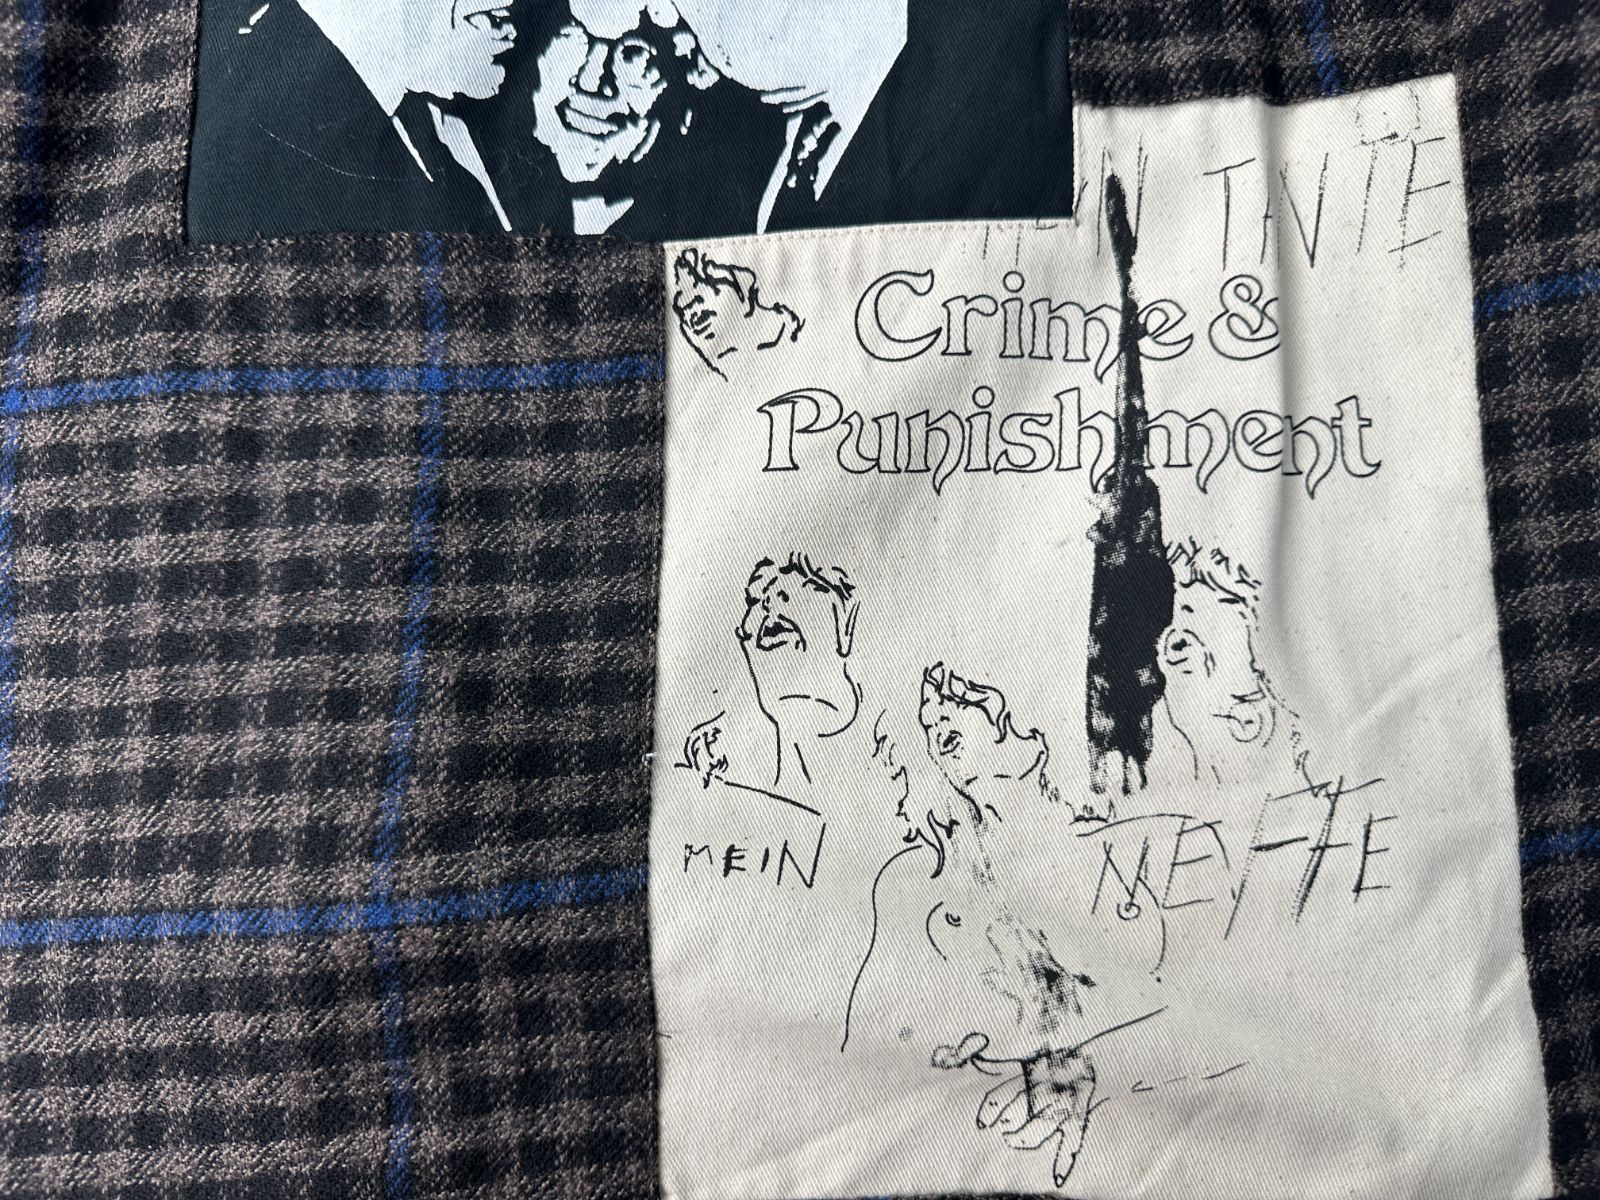 Crime &
Punishment
MEIN NEFFE